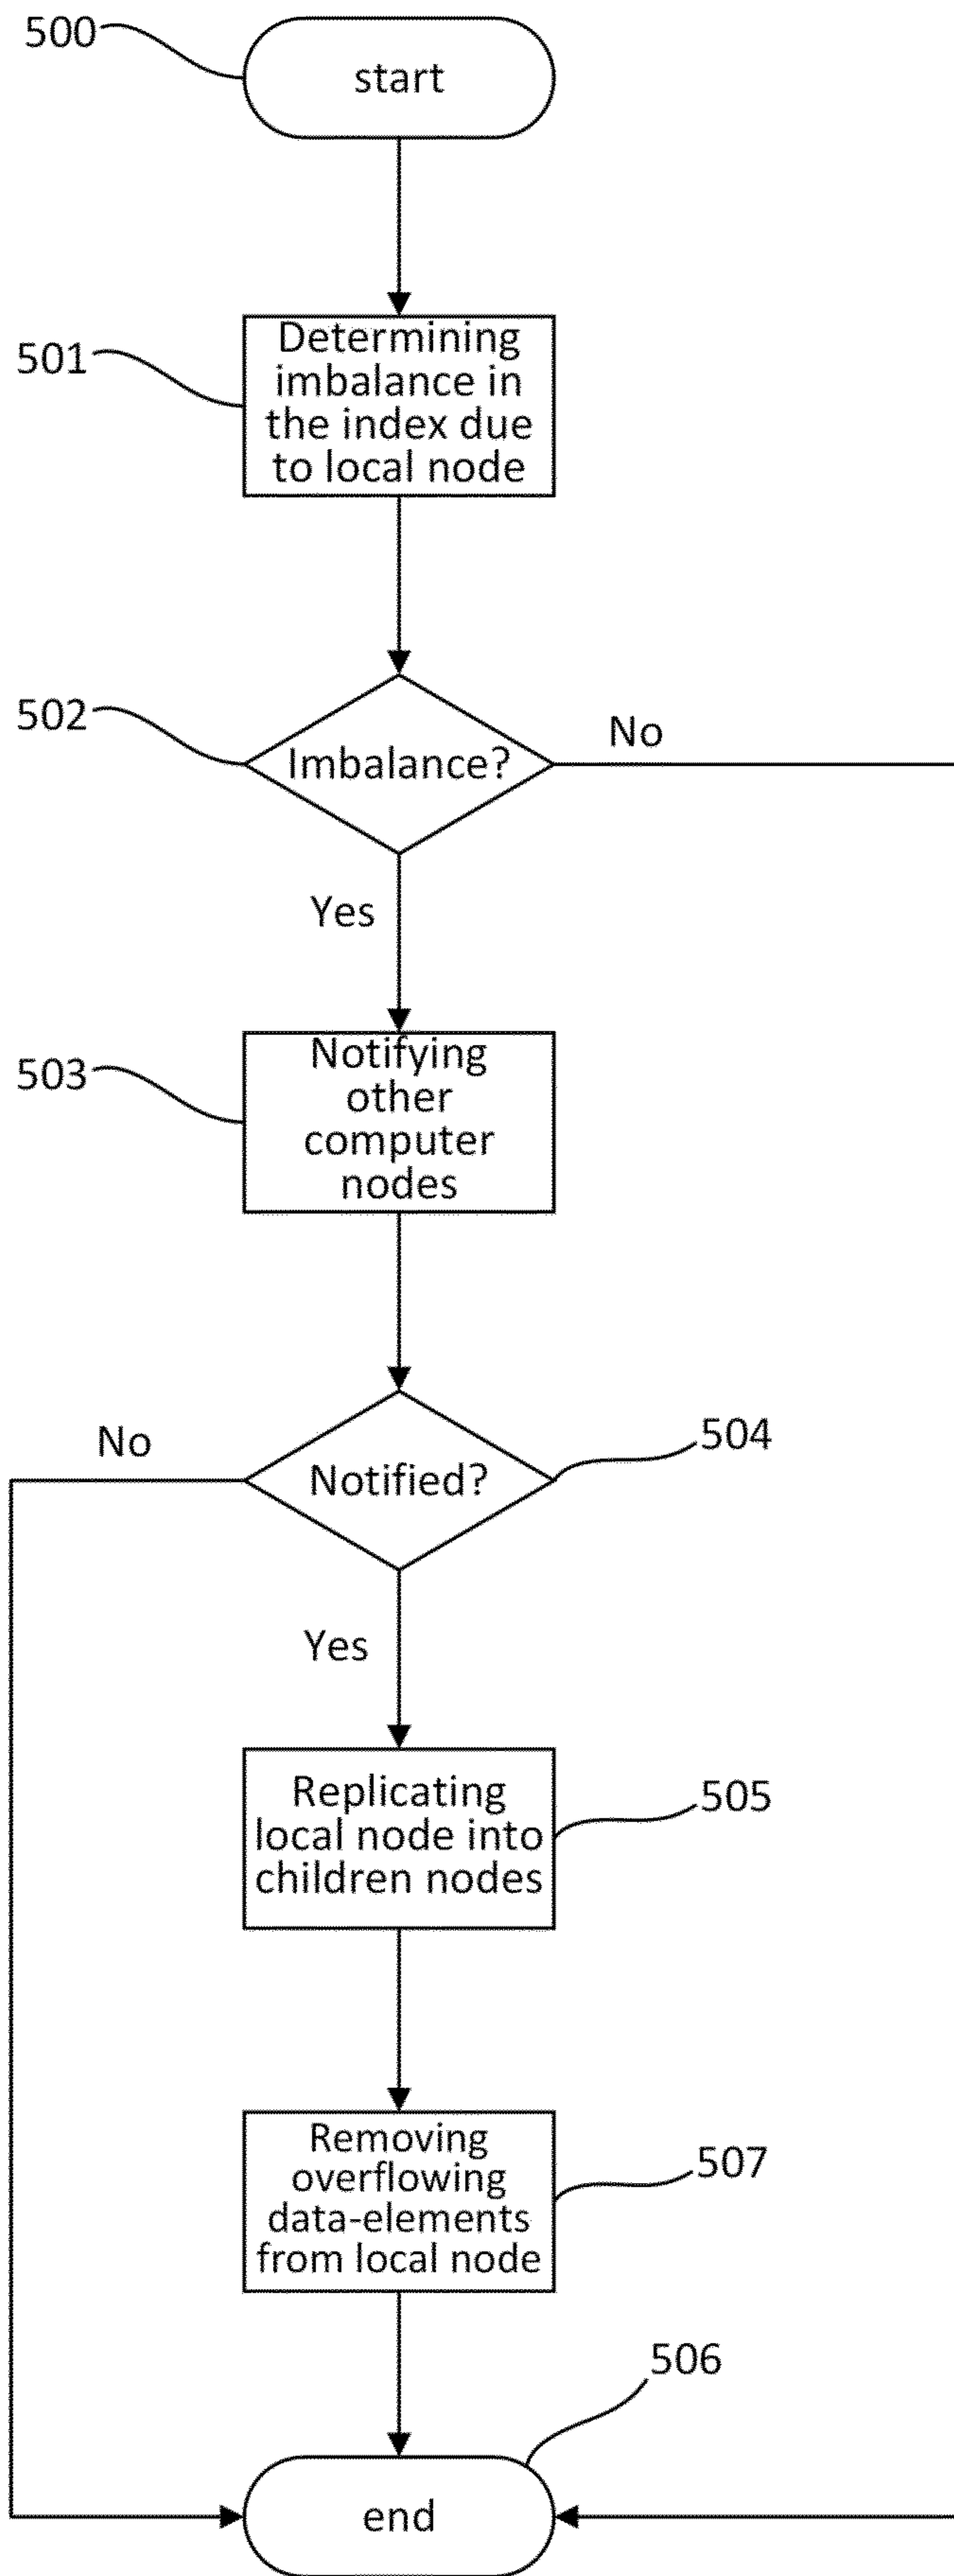 500
start
501
Determining
imbalance in
the index due
to local node
502
Imbalance?
No
Yes
503
Notifying
other
computer
nodes
No
504
Notified?
Yes
505
Replicating
local node into
children nodes
507
Removing
overflowing
data-elements
from local node
506
end